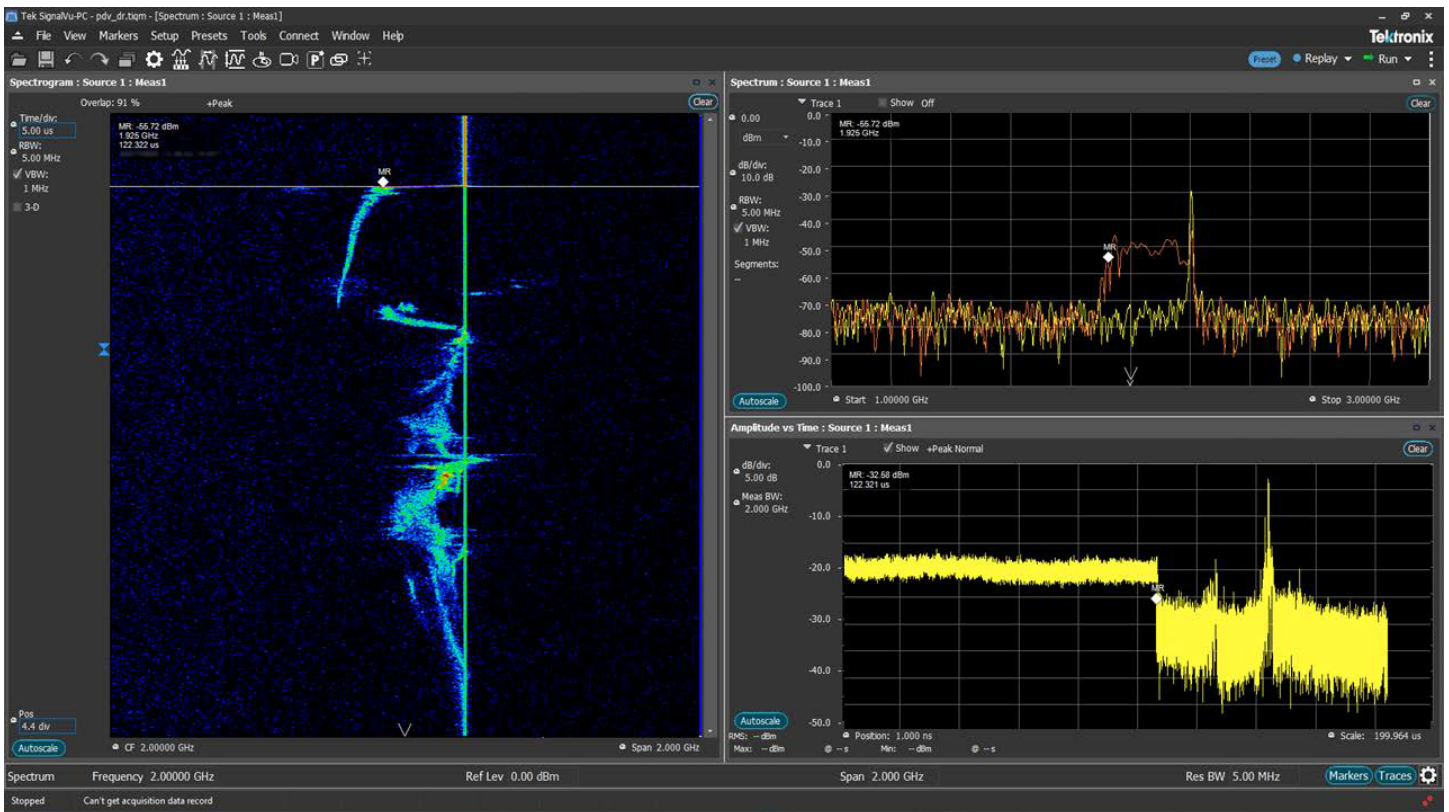 Tek SignalVu-PC - pdv_dr.tiqm - [Spectrum : Source 1 : Meas1]
File View Markers Setup Presets Tools Connect Window Help
Tektronix
Preset Replay Run
Spectrogram : Source 1 : Meas1
Overlap: 91 % +Peak Clear
Time/div:
5.00 us
RBW:
5.00 MHz
VBW:
1 MHz
3-D
MR: -55.72 dBm
1.925 GHz
122.322 us
MR
Pos
4.4 div
Autoscale
CF 2.00000 GHz Span 2.000 GHz
Spectrum : Source 1 : Meas1
Trace 1 Show Off Clear
0.00
dBm
dB/div:
10.0 dB
RBW:
5.00 MHz
VBW:
1 MHz
Segments:
--
0.0
-10.0
-20.0
-30.0
-40.0
-50.0
-60.0
-70.0
-80.0
-90.0
-100.0
MR: -55.72 dBm
1.925 GHz
MR
Autoscale
Start 1.00000 GHz Stop 3.00000 GHz
Amplitude vs Time : Source 1 : Meas1
Trace 1 Show +Peak Normal Clear
dB/div:
5.00 dB
Meas BW:
2.000 GHz
0.0
-10.0
-20.0
-30.0
-40.0
-50.0
MR: -32.58 dBm
122.321 us
MR
Autoscale
Position: 1.000 ns Scale: 199.964 us
RMS: -- dBm
Max: -- dBm @ -- s Min: -- dBm @ -- s
Spectrum Frequency 2.00000 GHz Ref Lev 0.00 dBm Span 2.000 GHz Res BW 5.00 MHz Markers Traces
Stopped Can't get acquisition data record